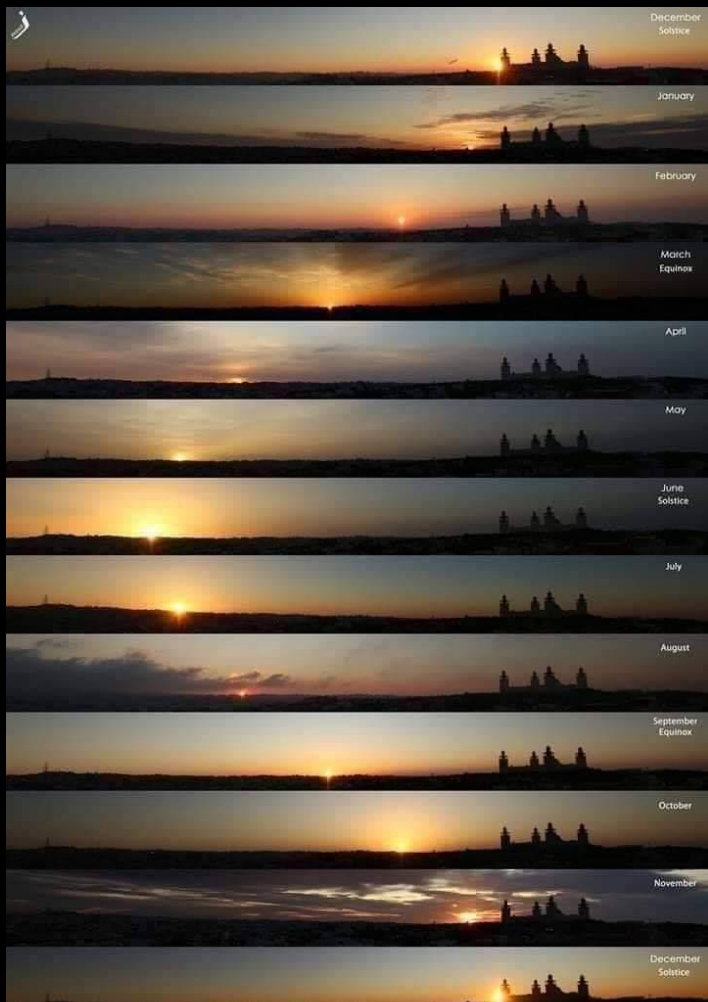 December
Solstice
January
February
March
Equinox
April
May
June
Solstice
July
August
September
Equinox
October
November
December
Solstice